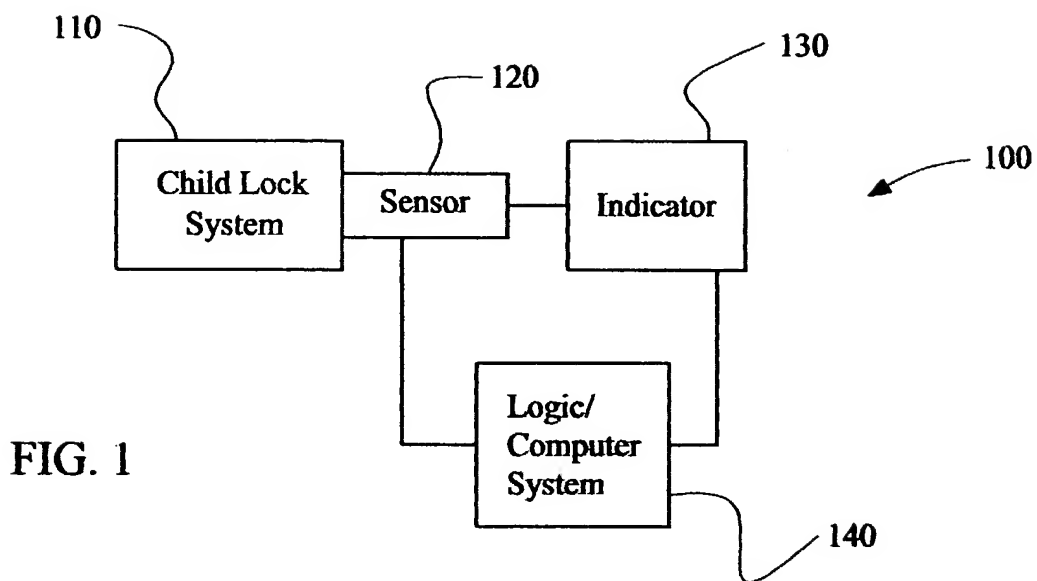 110
130
120
100
Child Lock
System
Sensor
Indicator
Logic/
Computer
System
FIG. 1
140